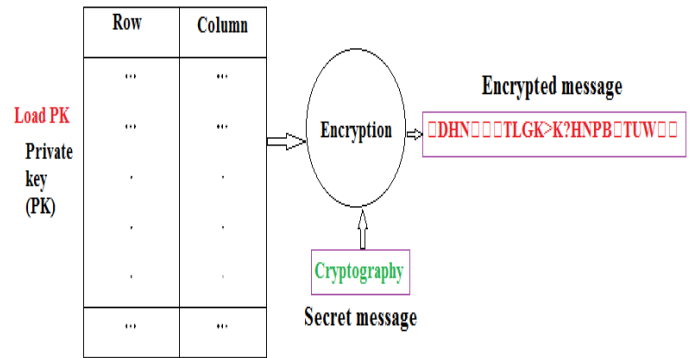 Row Column
... ...
Load PK
... ...
Private
key
(PK)
. .
. .
. .
... ...
Encryption
Encrypted message
□DHN□□□TLGK>K?HNPB□TUW□□
Cryptography
Secret message